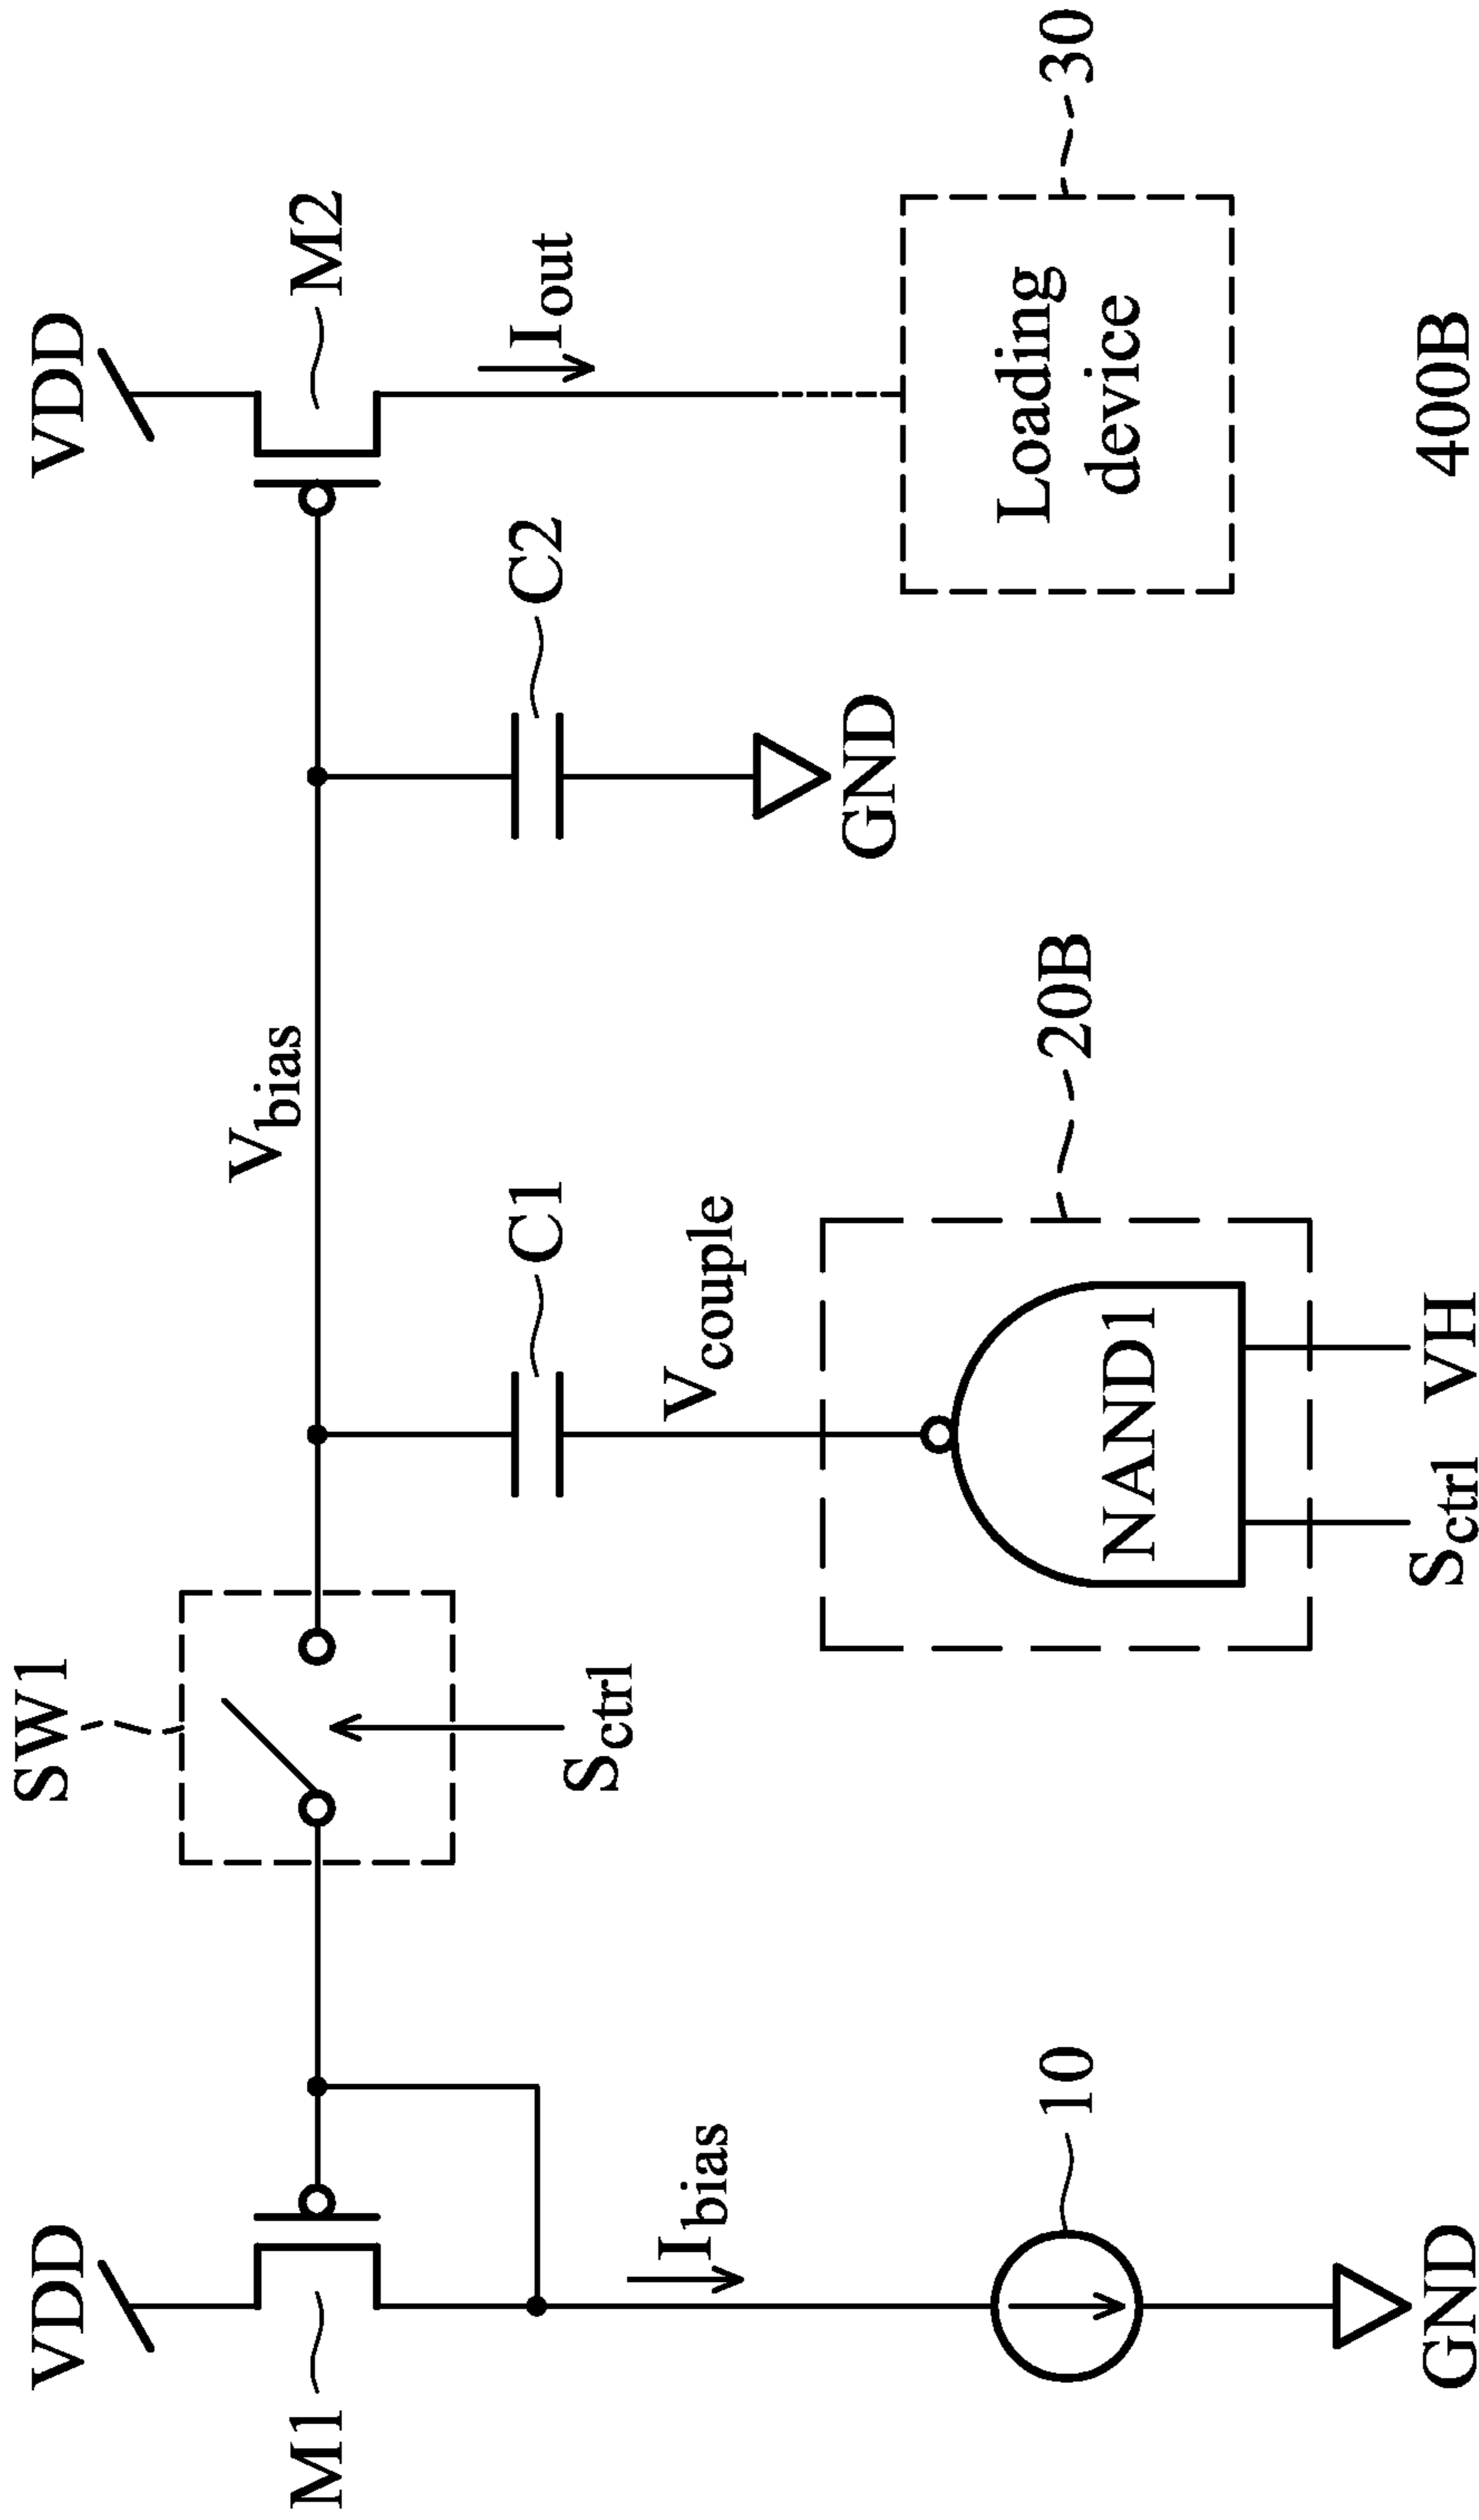 VDD
SW1
VDD
M1
Vbias
M2
C1
C2
Iout
Sctrl
Ibias
Vcouple
GND
10
NAND1
20B
Loading
device
30
GND
Sctrl
VH
400B